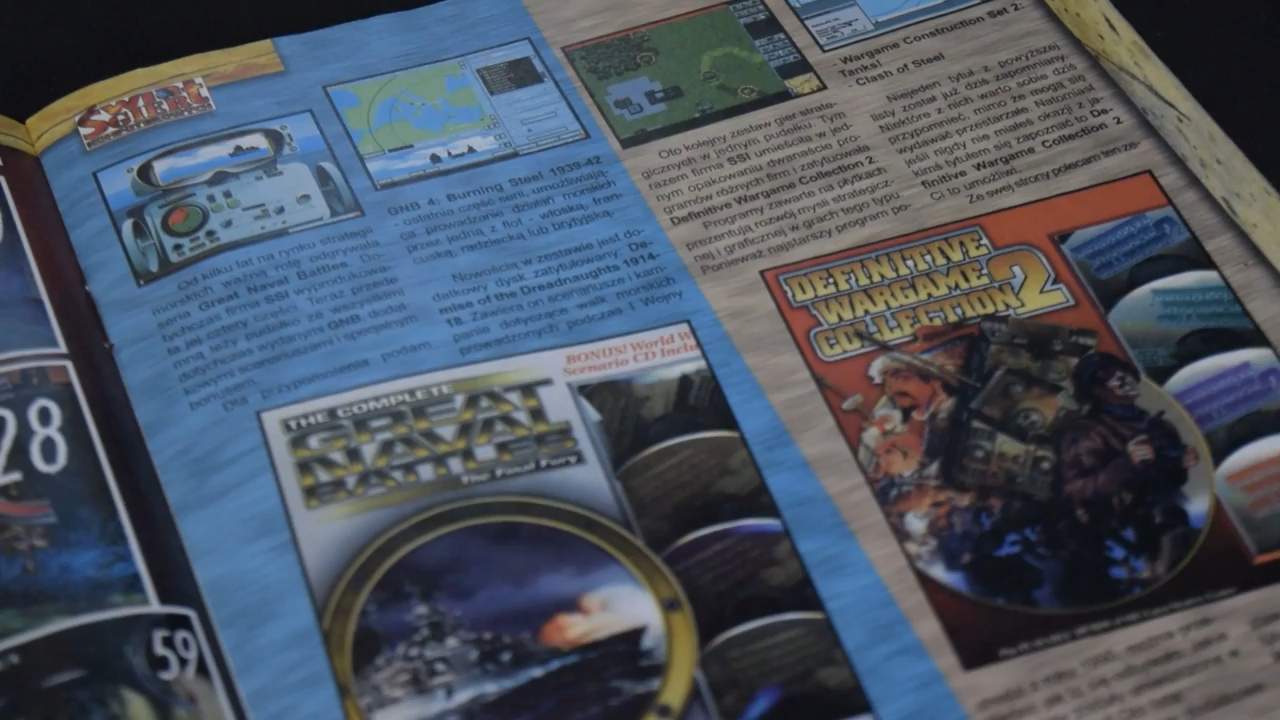 28
59
Od kilku lat na rynku strategii
morskich ważną rolę odgrywała
seria Great Naval Battles. Do-
tychczas firma SSI wyprodukowa-
ła jej cztery części. Teraz przede
mną leży pudełko ze wszystkimi
dotychczas wydanymi GNB, dodat-
kowymi scenariuszami i specjalnym
bonusem.
Dla przypomnienia podam,
GNB 4: Burning Steel 1939-42
- ostatnia część serii, umożliwiają-
ca prowadzanie działań morskich
przez jedną z flot - włoską, fran-
cuską, radziecką lub brytyjską.
Nowością w zestawie jest do-
datkowy dysk zatytułowany De-
mise of the Dreadnaughts 1914-
18. Zawiera on scenariusze i kam-
panie dotyczące walk morskich
prowadzonych podczas I Wojny
THE COMPLETE
GREAT
NAVAL
BATTLES
The Final Fury
BONUS! World W
Scenario CD Inclu
Oto kolejny zestaw gier strate-
gicznych w jednym pudełku. Tym
razem firma SSI umieściła w jed-
nym opakowaniu dwanaście pro-
gramów różnych firm i zatytułowała
Definitive Wargame Collection 2.
Programy zawarte na płytkach
prezentują rozwój myśli strategicz-
nej i graficznej w grach tego typu.
Ponieważ najstarszy program po-
- Wargame Construction Set 2:
Tanks!
- Clash of Steel
Niejeden tytuł z powyższej
listy został już dziś zapomniany.
Niektóre z nich warto sobie dziś
przypomnieć, mimo że mogą się
wydawać przestarzałe. Natomiast
jeśli nigdy nie miałeś okazji z ja-
kimś tytułem się zapoznać to De-
finitive Wargame Collection 2
Ci to umożliwi.
Ze swej strony polecam ten ze-
DEFINITIVE
WARGAME
COLLECTION 2